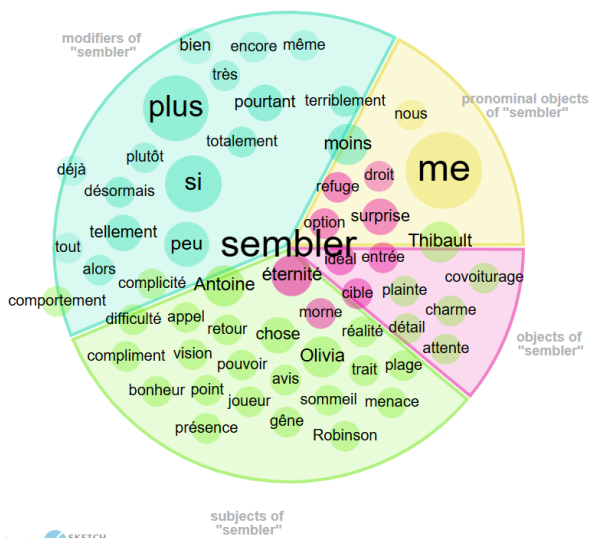 modifiers of
"sembler"
bien
encore
même
très
plus
pourtant
terriblement
pronominal objects
of "sembler"
nous
totalement
moins
plutôt
me
déjà
si
refuge
droit
désormais
option
surprise
tellement
tout
peu
sembler
Thibault
idéal
entrée
alors
éternité
covoiturage
comportement
complicité
Antoine
cible
plainte
morne
charme
difficulté
appel
retour
chose
réalité
détail
objects of
"sembler"
attente
compliment
vision
pouvoir
Olivia
trait
plage
avis
bonheur
point
joueur
sommeil
menace
présence
gêne
Robinson
subjects of
"sembler"
SKETCH